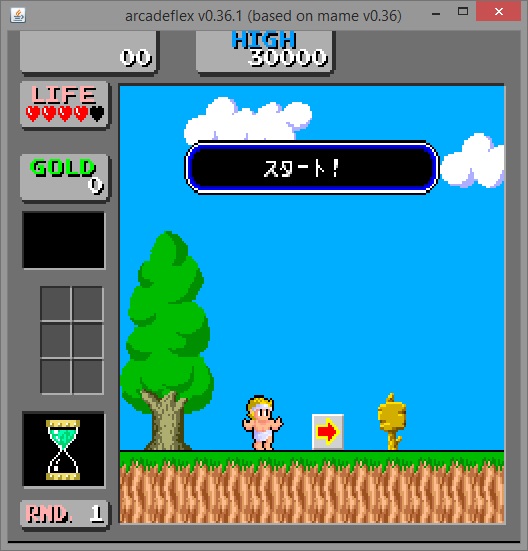 arcadeflex v0.36.1 (based on mame v0.36)
00
HIGH
30000
LIFE
GOLD
0
スタート!
RND. 1